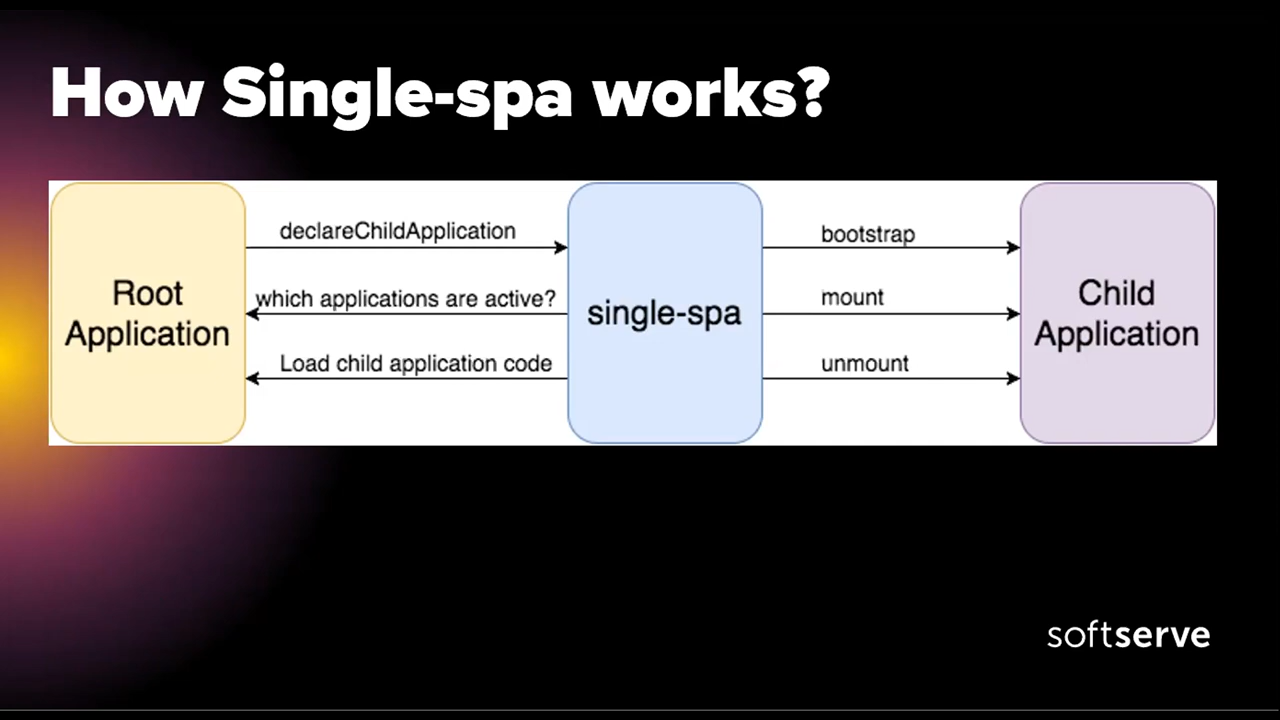 How Single-spa works?
Root
Application
declareChildApplication
which applications are active?
Load child application code
single-spa
bootstrap
mount
unmount
Child
Application
softserve